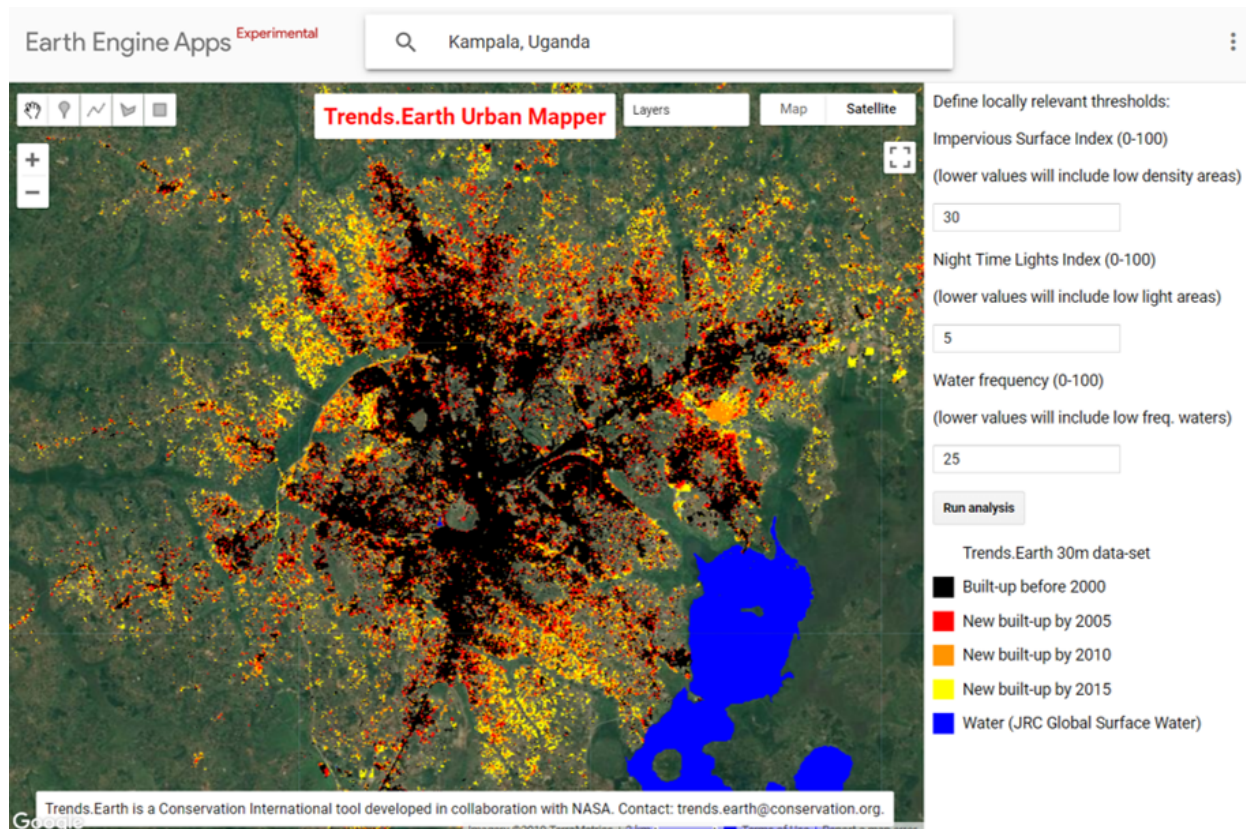 Earth Engine Apps Experimental
Kampala, Uganda
Trends.Earth Urban Mapper
Layers
Map
Satellite
+
−
Define locally relevant thresholds:
Impervious Surface Index (0-100)
(lower values will include low density areas)
30
Night Time Lights Index (0-100)
(lower values will include low light areas)
5
Water frequency (0-100)
(lower values will include low freq. waters)
25
Run analysis
Trends.Earth 30m data-set
Built-up before 2000
New built-up by 2005
New built-up by 2010
New built-up by 2015
Water (JRC Global Surface Water)
Trends.Earth is a Conservation International tool developed in collaboration with NASA. Contact: trends.earth@conservation.org.
Google